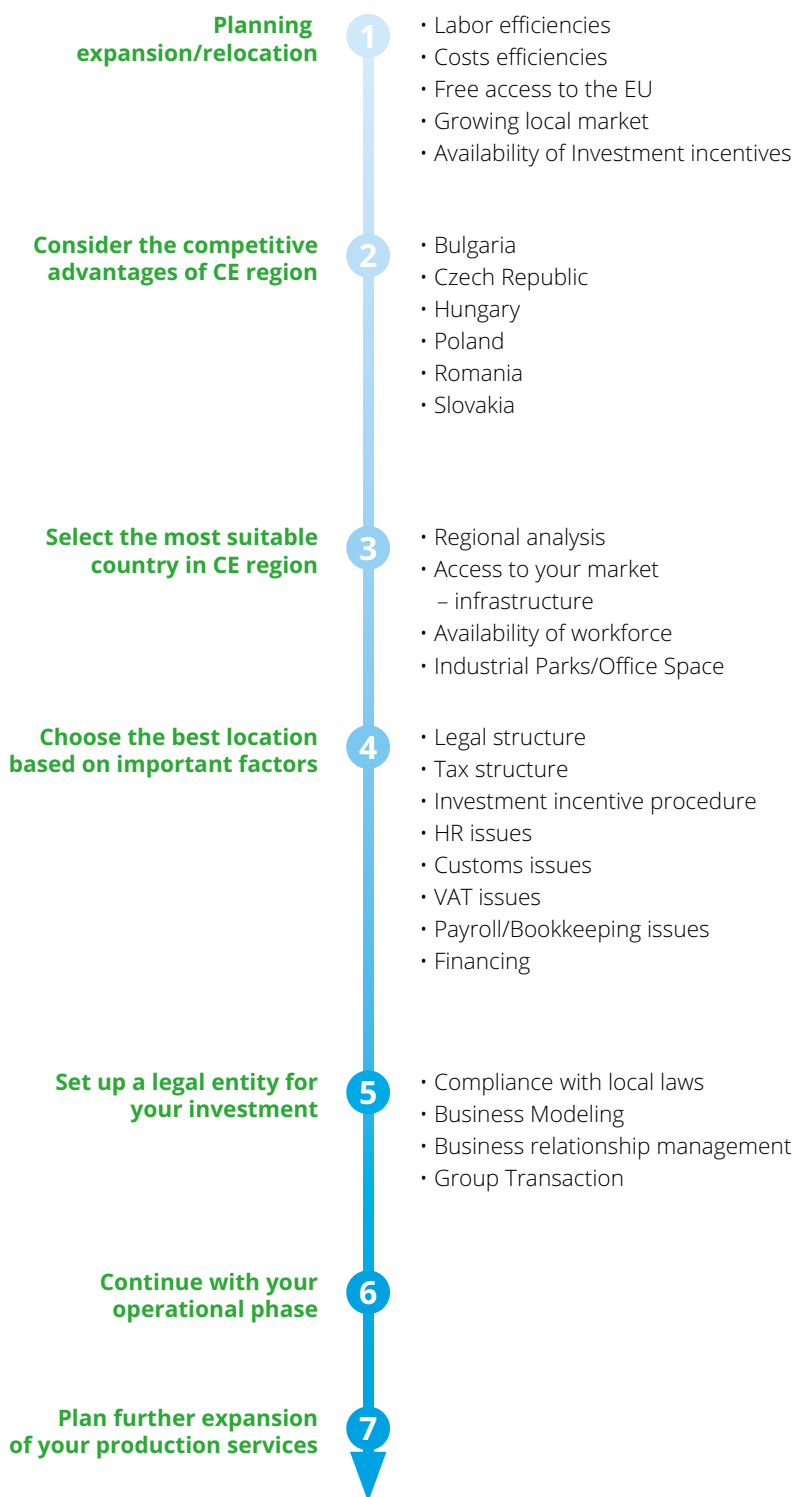 Planning
expansion/relocation
1
• Labor efficiencies
• Costs efficiencies
• Free access to the EU
• Growing local market
• Availability of Investment incentives
Consider the competitive
advantages of CE region
2
• Bulgaria
• Czech Republic
• Hungary
• Poland
• Romania
• Slovakia
Select the most suitable
country in CE region
3
• Regional analysis
• Access to your market
– infrastructure
• Availability of workforce
• Industrial Parks/Office Space
Choose the best location
based on important factors
4
• Legal structure
• Tax structure
• Investment incentive procedure
• HR issues
• Customs issues
• VAT issues
• Payroll/Bookkeeping issues
• Financing
Set up a legal entity for
your investment
5
• Compliance with local laws
• Business Modeling
• Business relationship management
• Group Transaction
Continue with your
operational phase
6
Plan further expansion
of your production services
7